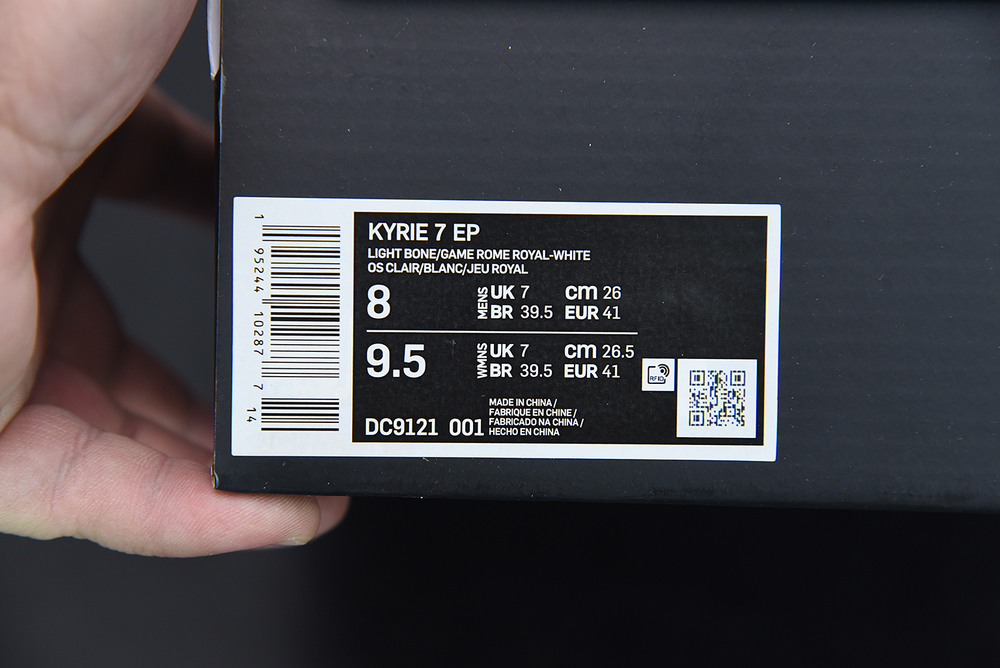 1 95244 10287 7 14
KYRIE 7 EP
LIGHT BONE/GAME ROME ROYAL-WHITE
OS CLAIR/BLANC/JEU ROYAL
8 MENS UK 7 cm 26
BR 39.5 EUR 41
9.5 WMNS UK 7 cm 26.5
BR 39.5 EUR 41
RFID
MADE IN CHINA /
FABRIQUE EN CHINE /
FABRICADO NA CHINA /
HECHO EN CHINA
DC9121 001